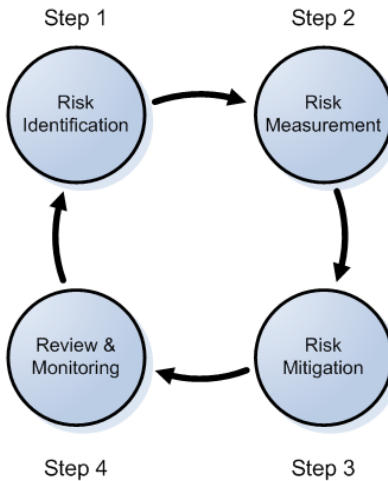 Step 1
Step 2
Risk
Identification
Risk
Measurement
Review &
Monitoring
Risk
Mitigation
Step 4
Step 3